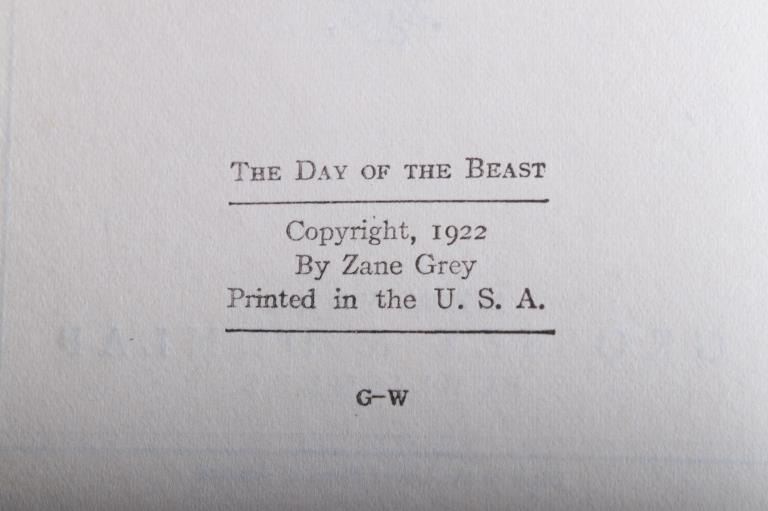 THE DAY OF THE BEAST
Copyright, 1922
By Zane Grey
Printed in the U. S. A.
G-W